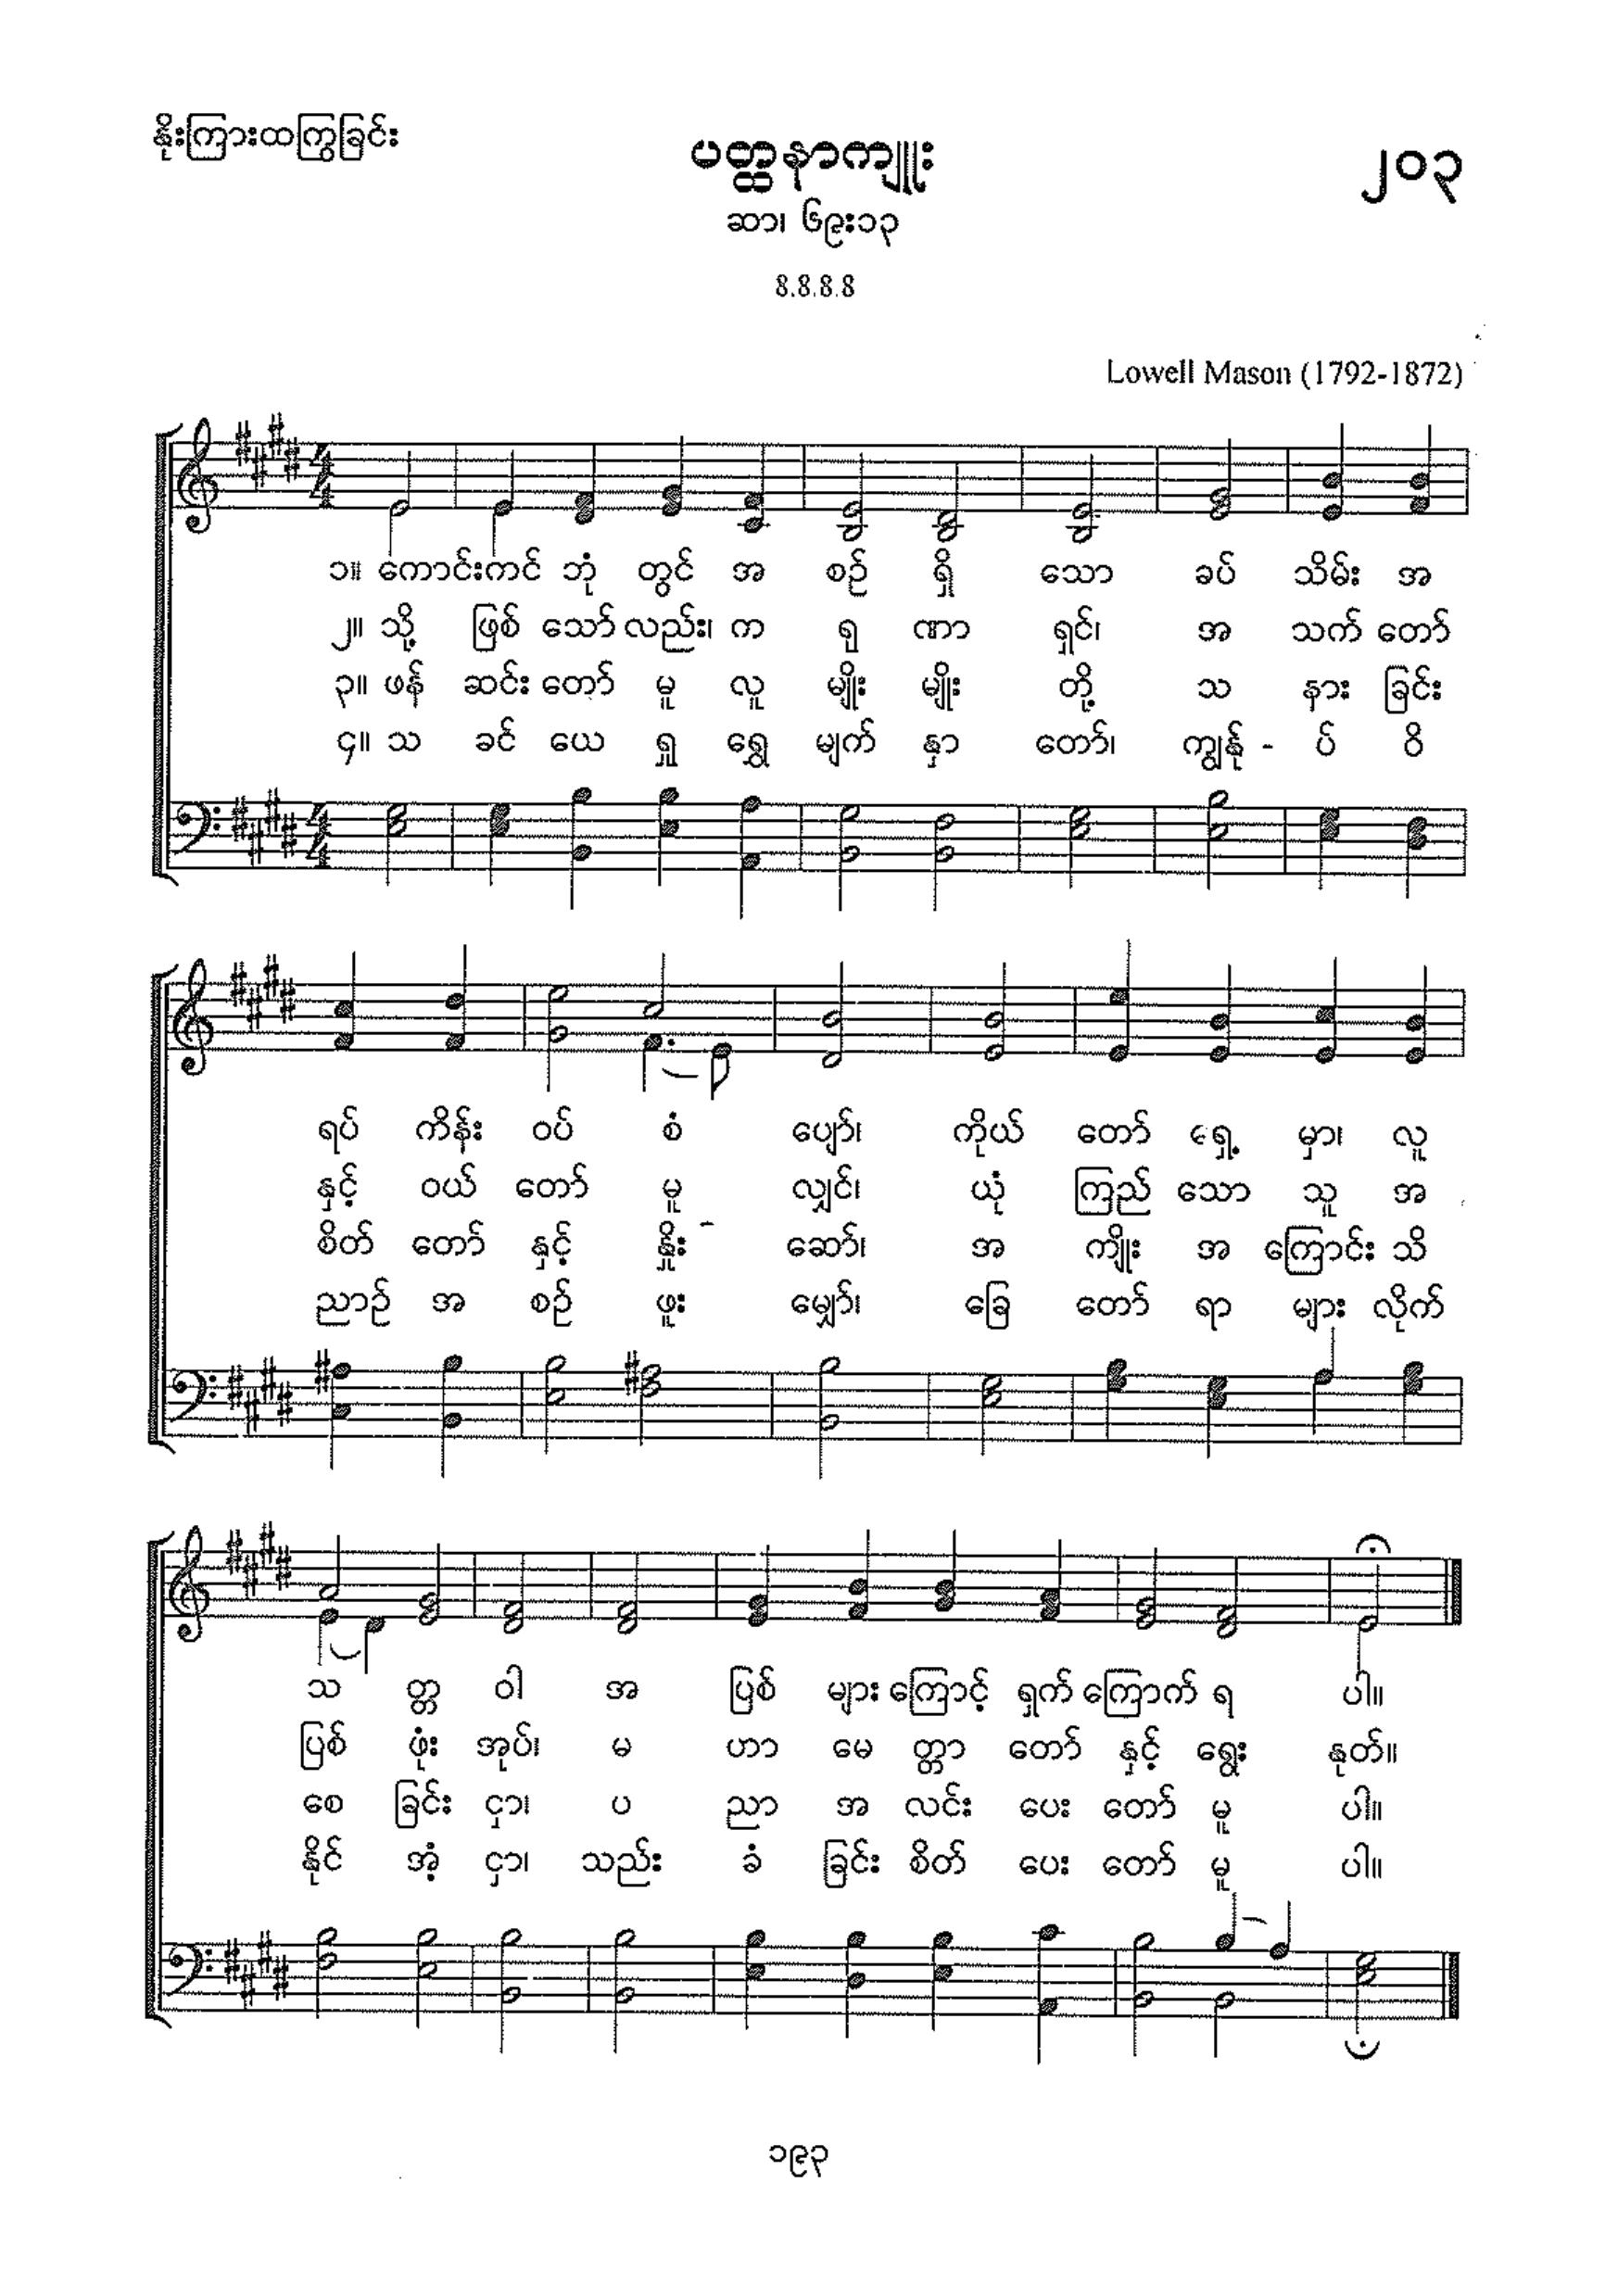 နိုးကြားထကြွခြင်း
ပတ္ထနာကျူး
၂၀၃
ဆာ၊ ၆၉း၁၃
8.8.8.8
Lowell Mason (1792-1872)
၁။ ကောင်းကင် ဘုံ တွင် အ စဉ် ရှိ သော ခပ် သိမ်း အ
၂။ သို့ ဖြစ် သော် လည်း၊ က ရု ဏာ ရှင်၊ အ သက် တော်
၃။ ဖန် ဆင်း တော် မူ လူ မျိုး မျိုး တို့ သ နား ခြင်း
၄။ သ ခင် ယေ ရှု ရွှေ မျက် နှာ တော်၊ ကျွန်ု - ပ် ဝိ
ရပ် ကိန်း ဝပ် စံ ပျော်၊ ကိုယ် တော် ရှေ့ မှာ၊ လူ
နှင့် ဝယ် တော် မူ လျှင်၊ ယုံ ကြည် သော သူ အ
စိတ် တော် နှင့် နှိုး ဆော်၊ အ ကျိုး အ ကြောင်း သိ
ညာဉ် အ စဉ် ဖူး မျှော်၊ ခြေ တော် ရာ များ လိုက်
သ တ္တ ဝါ အ ပြစ် များ ကြောင့် ရှက် ကြောက် ရ ပါ။
ပြစ် ဖုံး အုပ်၊ မ ဟာ မေ တ္တာ တော် နှင့် ရွေး နုတ်။
စေ ခြင်း ငှာ၊ ပ ညာ အ လင်း ပေး တော် မူ ပါ။
နိုင် အံ့ ငှာ၊ သည်း ခံ ခြင်း စိတ် ပေး တော် မူ ပါ။
၁၉၃